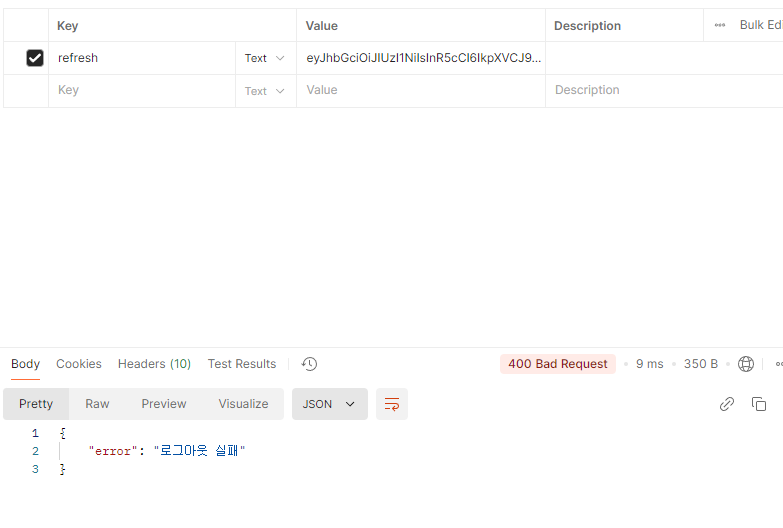 Key Value Description Bulk Edi
refresh Text eyJhbGciOiJIUzI1NiIsInR5cCI6IkpXVCJ9...
Key Text Value Description
Body Cookies Headers (10) Test Results 400 Bad Request 9 ms 350 B
Pretty Raw Preview Visualize JSON
1 {
2 "error": "로그아웃 실패"
3 }